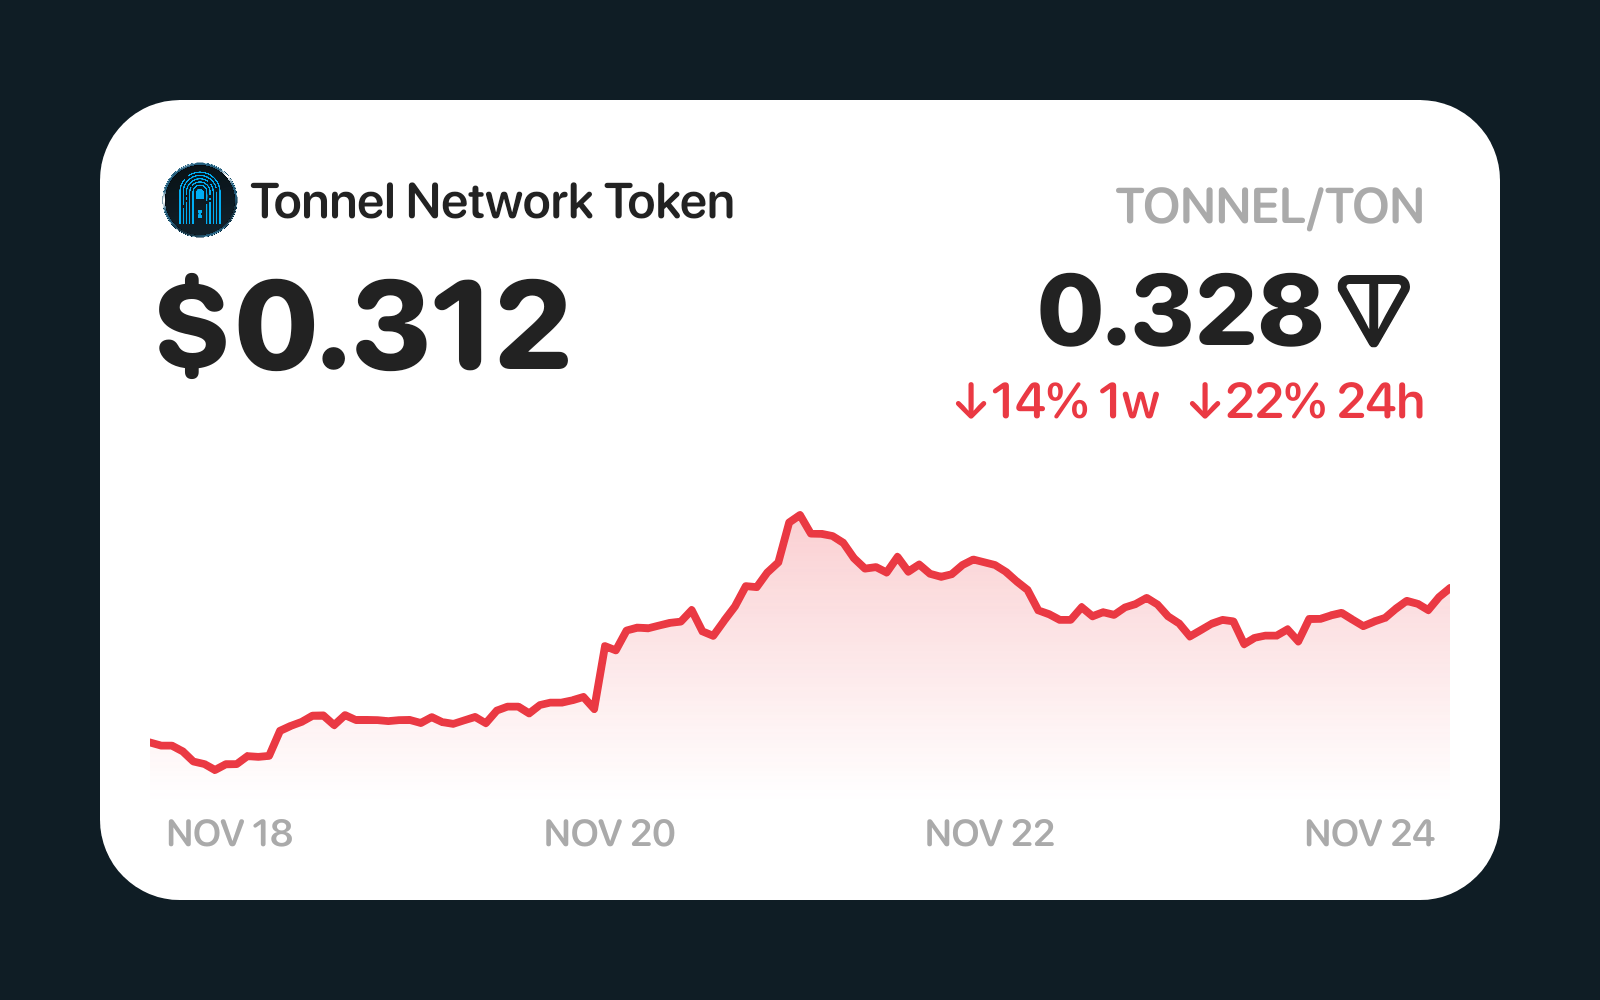 Tonnel Network Token
TONNEL/TON
$0.312
0.328
↓14% 1w ↓22% 24h
NOV 18 NOV 20 NOV 22 NOV 24